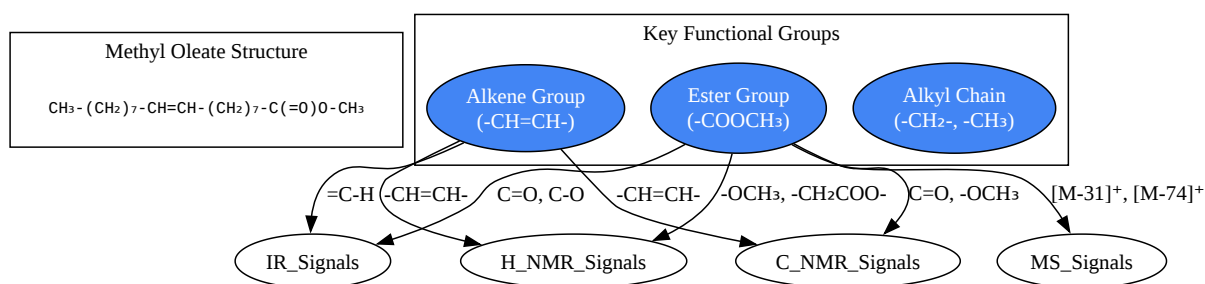 Methyl Oleate Structure
CH₃-(CH₂)₇-CH=CH-(CH₂)₇-C(=O)O-CH₃
Key Functional Groups
Alkene Group
(-CH=CH-)
Ester Group
(-COOCH₃)
Alkyl Chain
(-CH₂-, -CH₃)
=C-H
-CH=CH-
C=O, C-O
-CH=CH-
-OCH₃, -CH₂COO-
C=O, -OCH₃
[M-31]⁺, [M-74]⁺
IR_Signals
H_NMR_Signals
C_NMR_Signals
MS_Signals